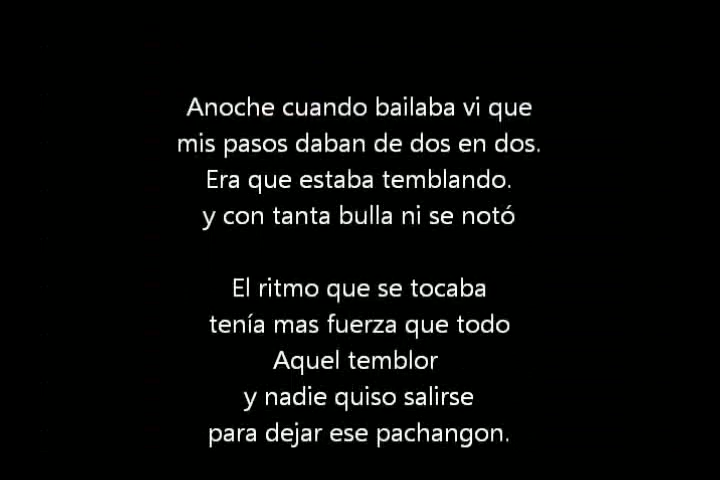 Anoche cuando bailaba vi que
mis pasos daban de dos en dos.
Era que estaba temblando.
y con tanta bulla ni se notó
El ritmo que se tocaba
tenía mas fuerza que todo
Aquel temblor
y nadie quiso salirse
para dejar ese pachangon.